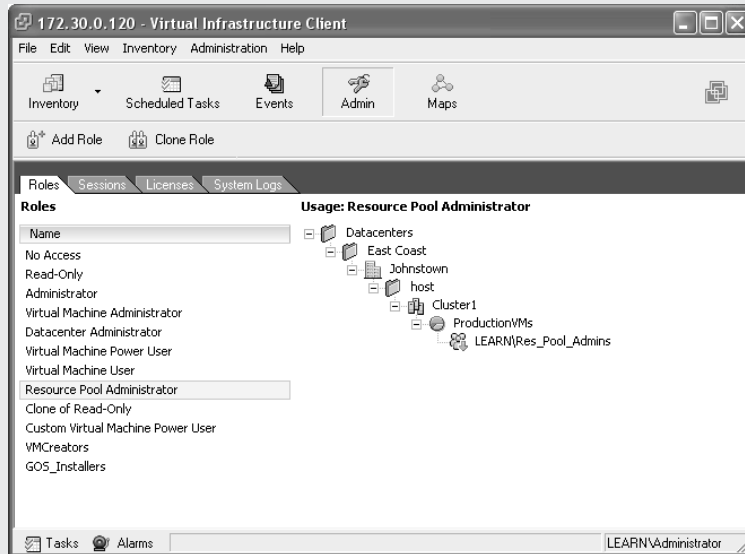 172.30.0.120 - Virtual Infrastructure Client
File Edit View Inventory Administration Help
Inventory Scheduled Tasks Events Admin Maps
Add Role Clone Role
Roles Sessions Licenses System Logs
Roles
Name
No Access
Read-Only
Administrator
Virtual Machine Administrator
Datacenter Administrator
Virtual Machine Power User
Virtual Machine User
Resource Pool Administrator
Clone of Read-Only
Custom Virtual Machine Power User
VMCreators
GOS_Installers
Usage: Resource Pool Administrator
Datacenters
East Coast
Johnstown
host
Cluster1
ProductionVMs
LEARN\Res_Pool_Admins
Tasks Alarms LEARN\Administrator